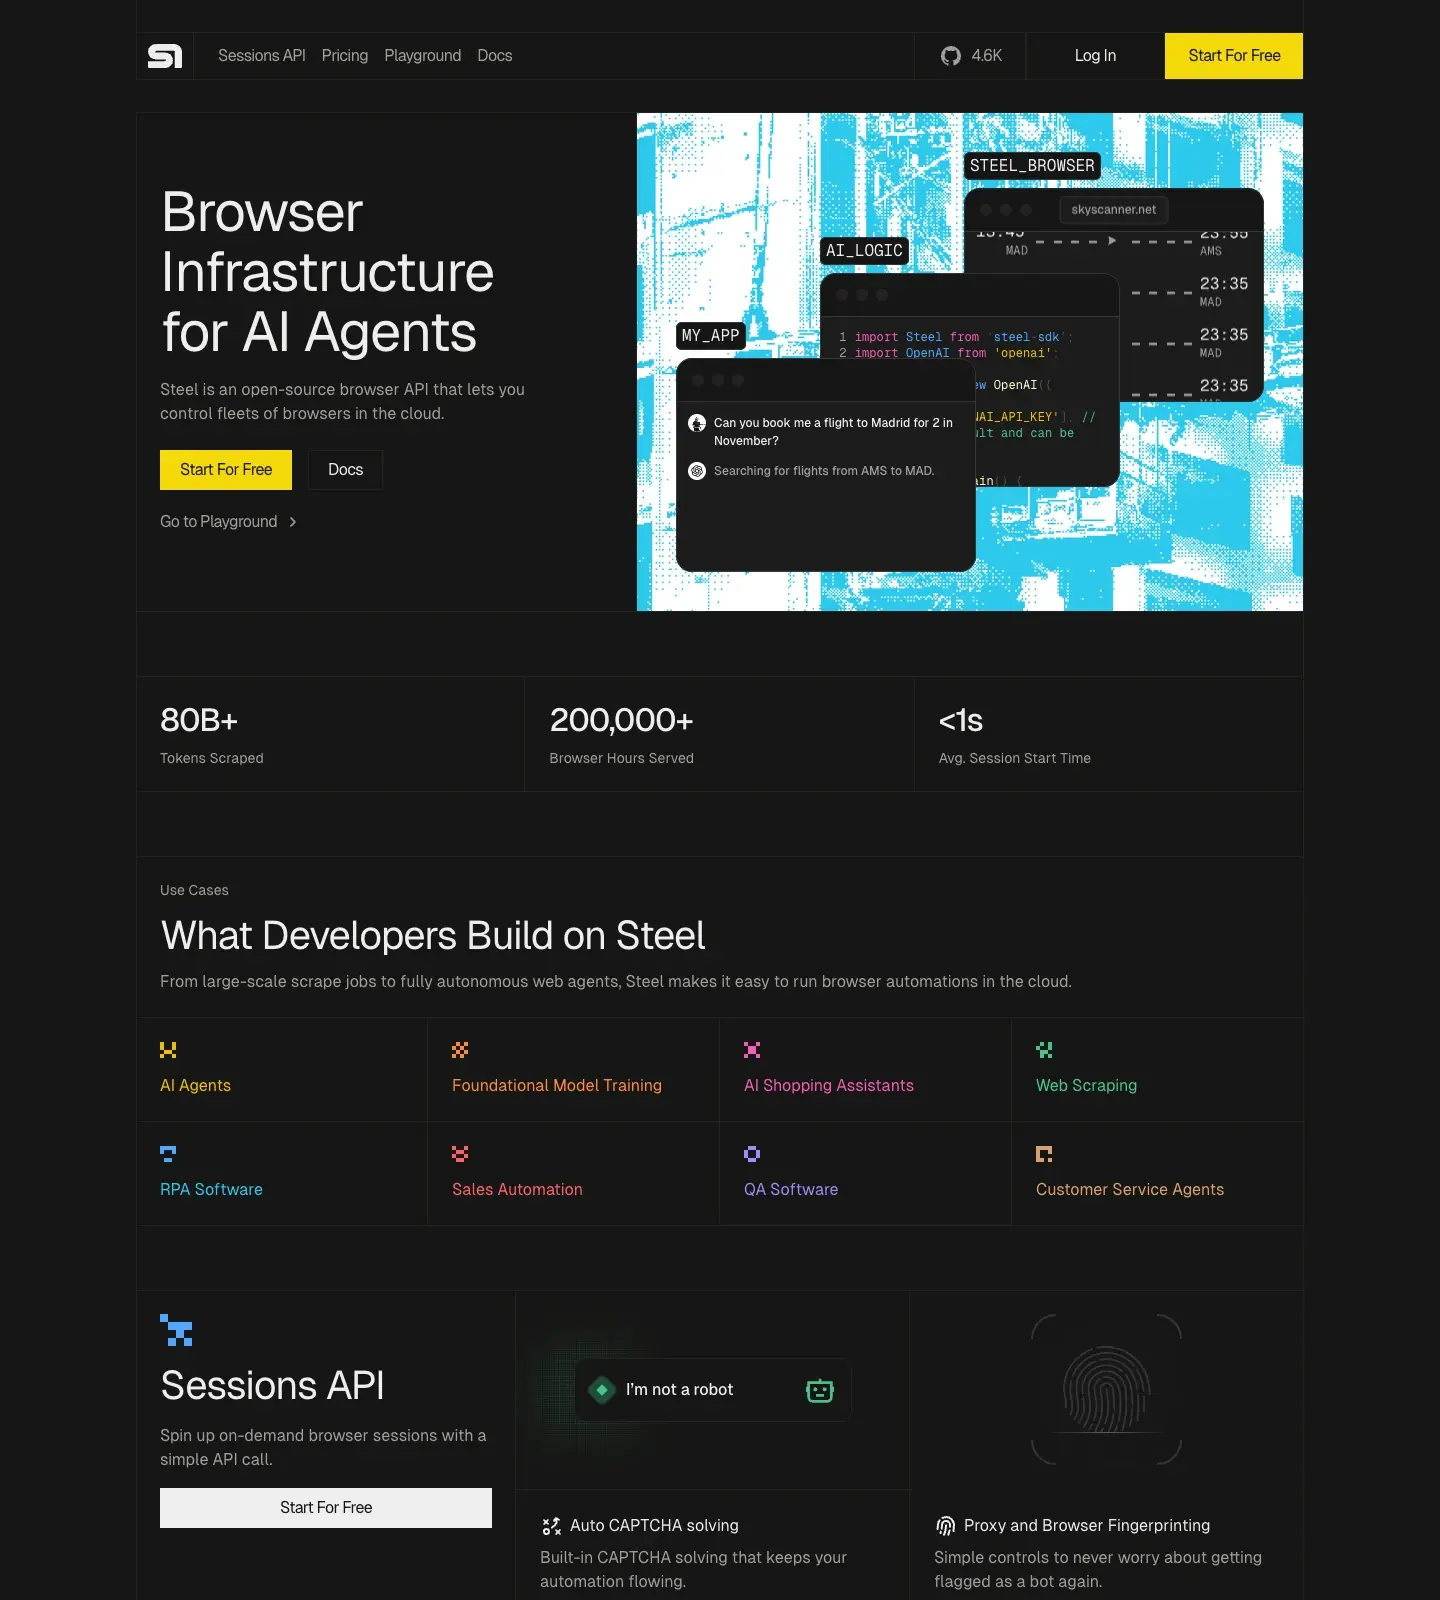 Sessions API Pricing Playground Docs 4.6K Log In Start For Free
Browser
Infrastructure
for AI Agents
Steel is an open-source browser API that lets you
control fleets of browsers in the cloud.
Start For Free Docs
Go to Playground
STEEL_BROWSER
skyscanner.net
MAD AMS
23:35
MAD
23:35
MAD
23:35
AI_LOGIC
1 import Steel from 'steel-sdk';
2 import OpenAI from 'openai';
OpenAI({
'], //
and can be
() {
MY_APP
Can you book me a flight to Madrid for 2 in
November?
Searching for flights from AMS to MAD.
80B+
Tokens Scraped
200,000+
Browser Hours Served
<1s
Avg. Session Start Time
Use Cases
What Developers Build on Steel
From large-scale scrape jobs to fully autonomous web agents, Steel makes it easy to run browser automations in the cloud.
AI Agents
Foundational Model Training
AI Shopping Assistants
Web Scraping
RPA Software
Sales Automation
QA Software
Customer Service Agents
Sessions API
Spin up on-demand browser sessions with a
simple API call.
Start For Free
I'm not a robot
Auto CAPTCHA solving
Built-in CAPTCHA solving that keeps your
automation flowing.
Proxy and Browser Fingerprinting
Simple controls to never worry about getting
flagged as a bot again.